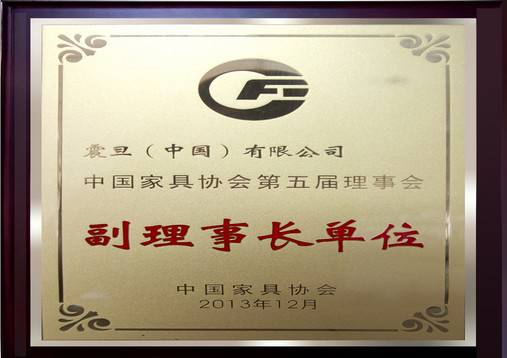 震旦（中国）有限公司
中国家具协会第五届理事会
副理事长单位
中国家具协会
2013年12月